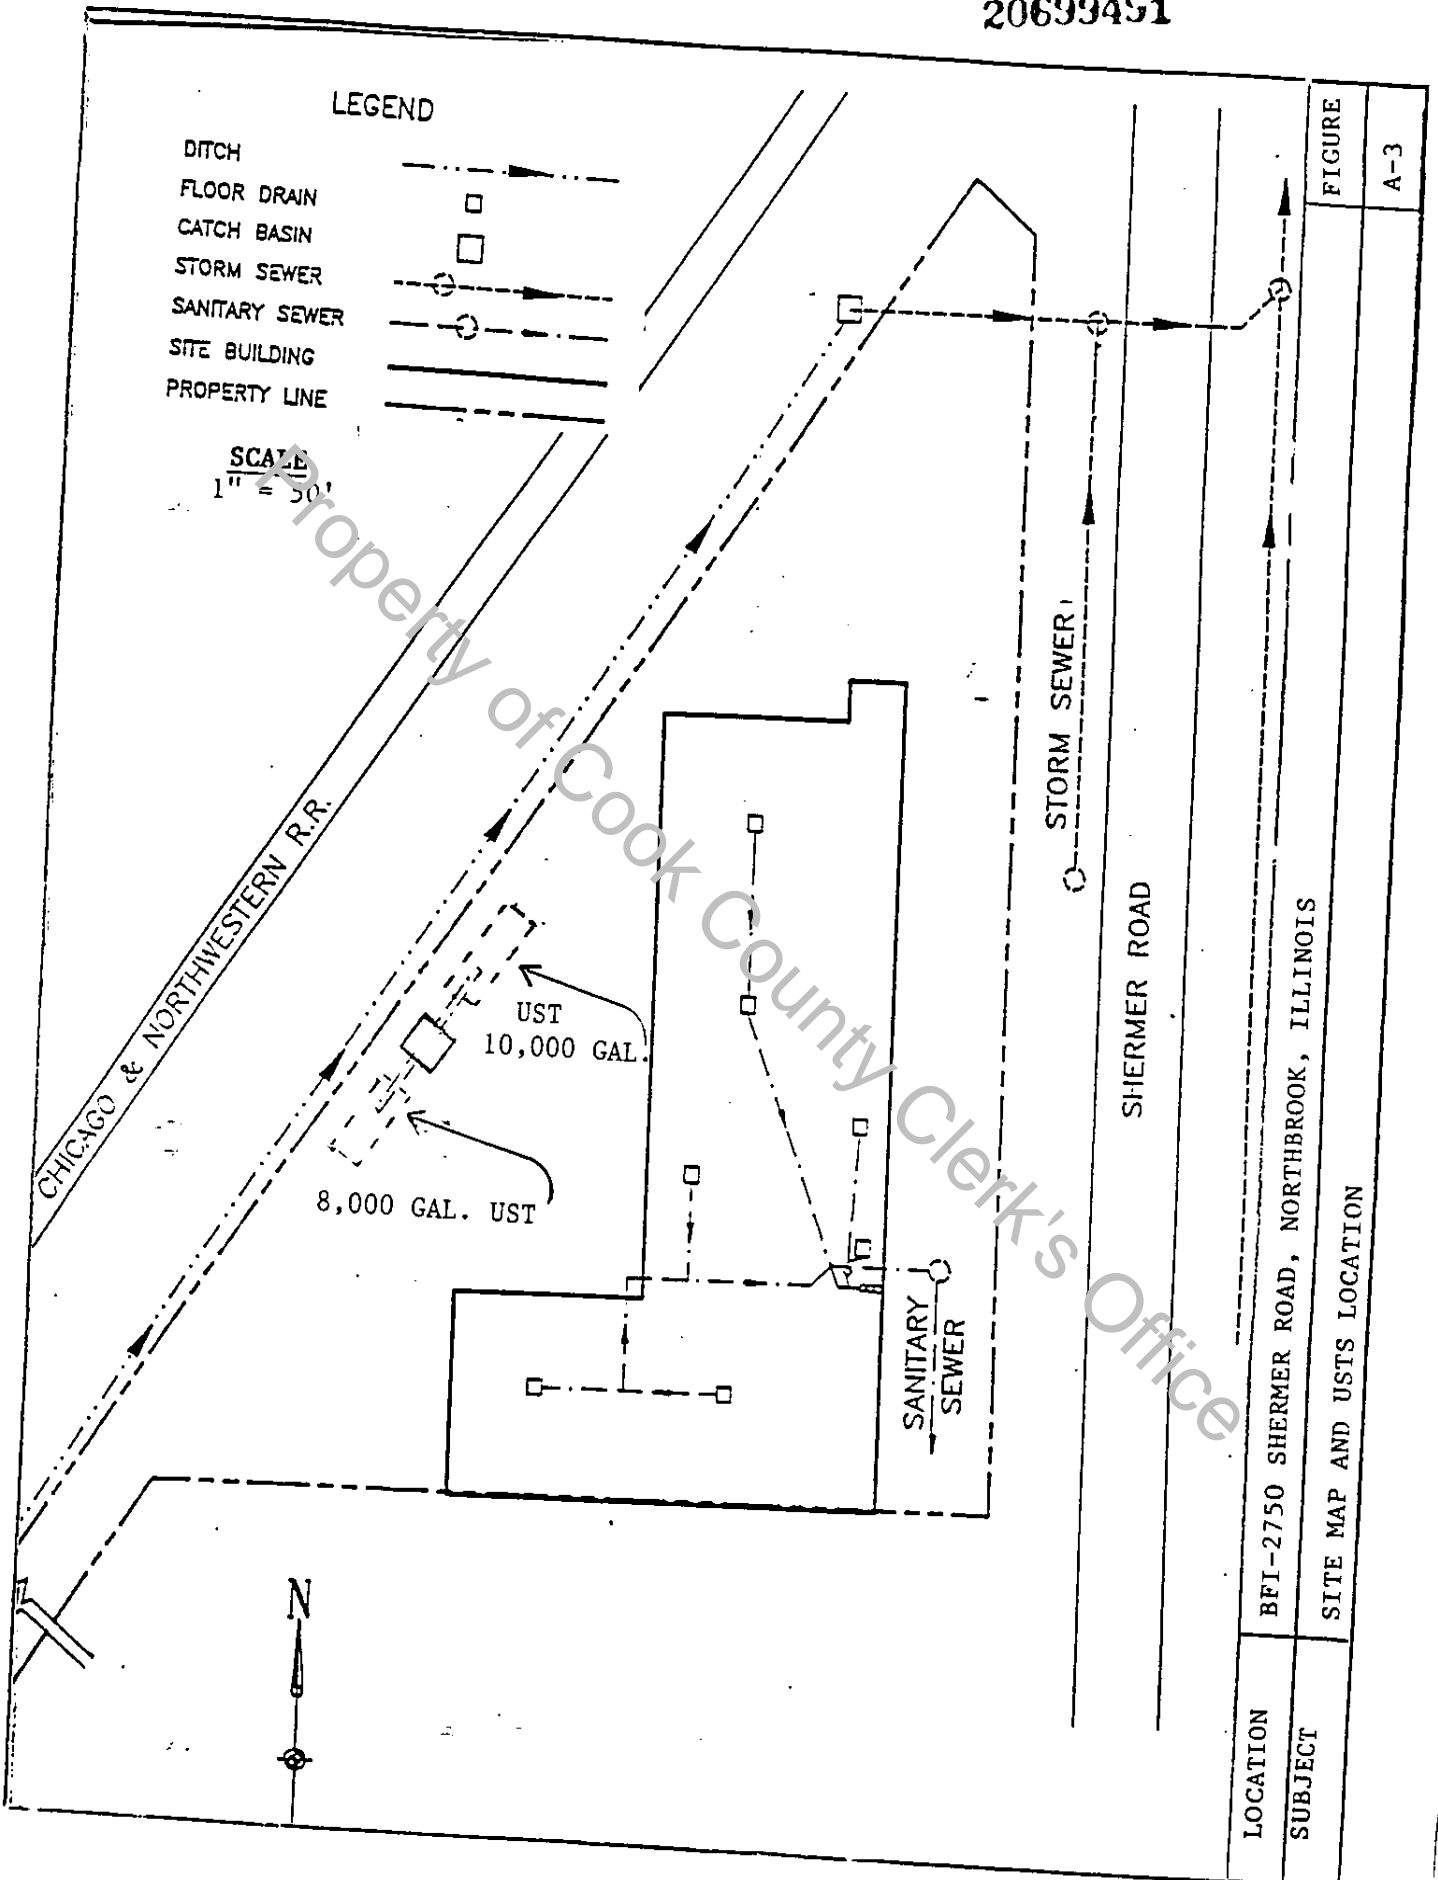 20699491
LEGEND
DITCH
FLOOR DRAIN
CATCH BASIN
STORM SEWER
SANITARY SEWER
SITE BUILDING
PROPERTY LINE
SCALE
1" = 50'
CHICAGO & NORTHWESTERN R.R.
UST
10,000 GAL.
8,000 GAL. UST
STORM SEWER
SHERMER ROAD
SANITARY
SEWER
N
Property of Cook County Clerk's Office
LOCATION BFI-2750 SHERMER ROAD, NORTHBROOK, ILLINOIS
SUBJECT SITE MAP AND USTS LOCATION
FIGURE
A-3